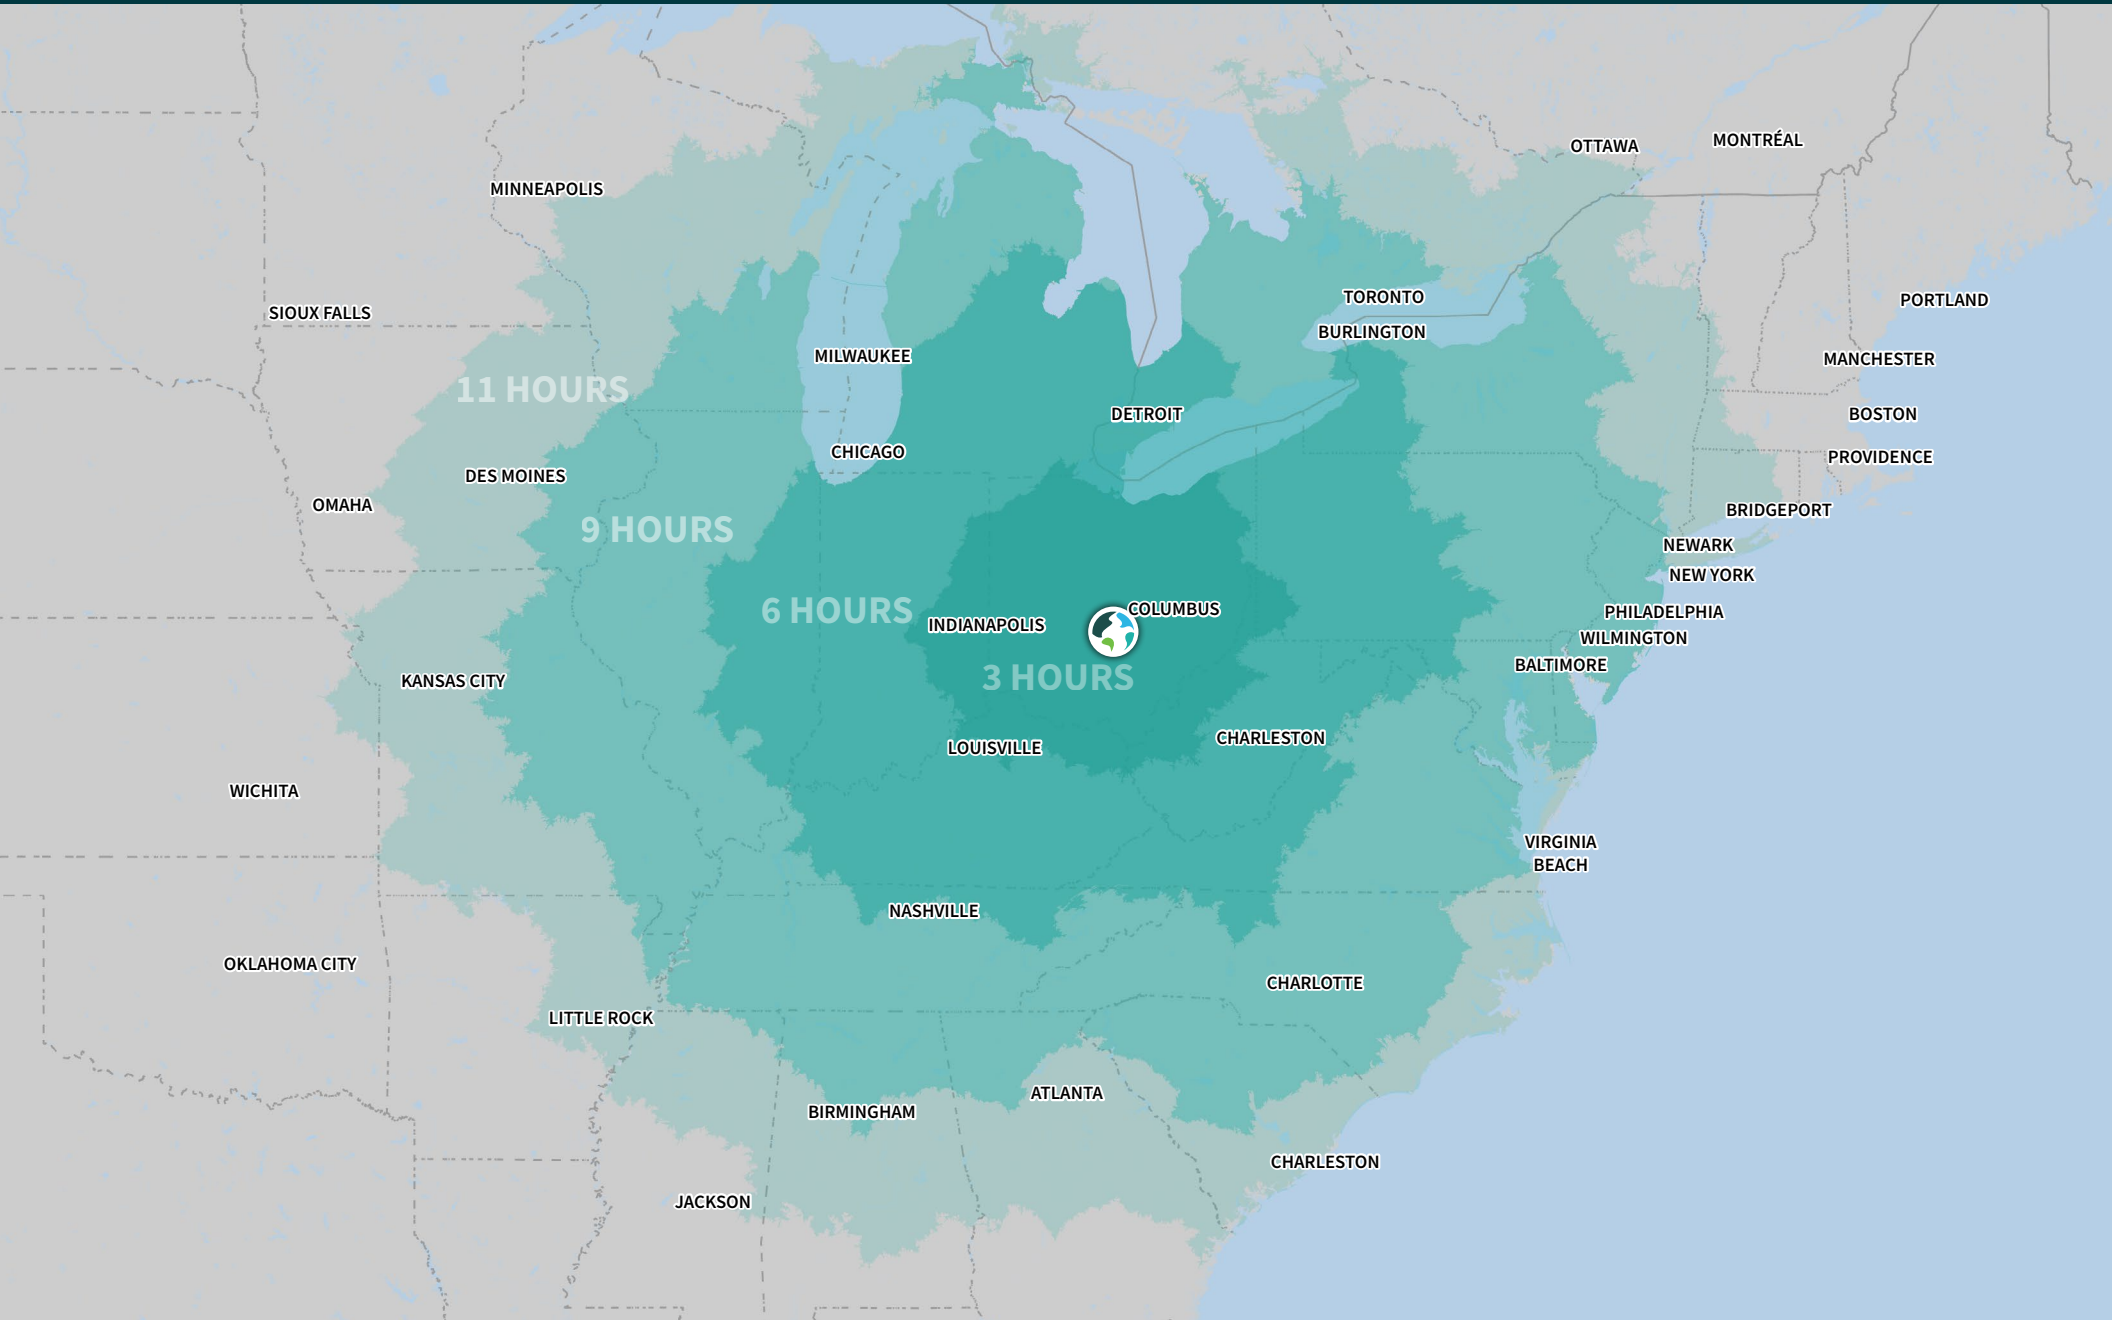 OTTAWA
MONTRÉAL
MINNEAPOLIS
TORONTO
PORTLAND
SIOUX FALLS
BURLINGTON
MILWAUKEE
MANCHESTER
11 HOURS
DETROIT
BOSTON
CHICAGO
PROVIDENCE
DES MOINES
OMAHA
BRIDGEPORT
9 HOURS
NEWARK
NEW YORK
6 HOURS
COLUMBUS
PHILADELPHIA
INDIANAPOLIS
WILMINGTON
BALTIMORE
3 HOURS
KANSAS CITY
CHARLESTON
LOUISVILLE
WICHITA
VIRGINIA
BEACH
NASHVILLE
OKLAHOMA CITY
CHARLOTTE
LITTLE ROCK
ATLANTA
BIRMINGHAM
CHARLESTON
JACKSON